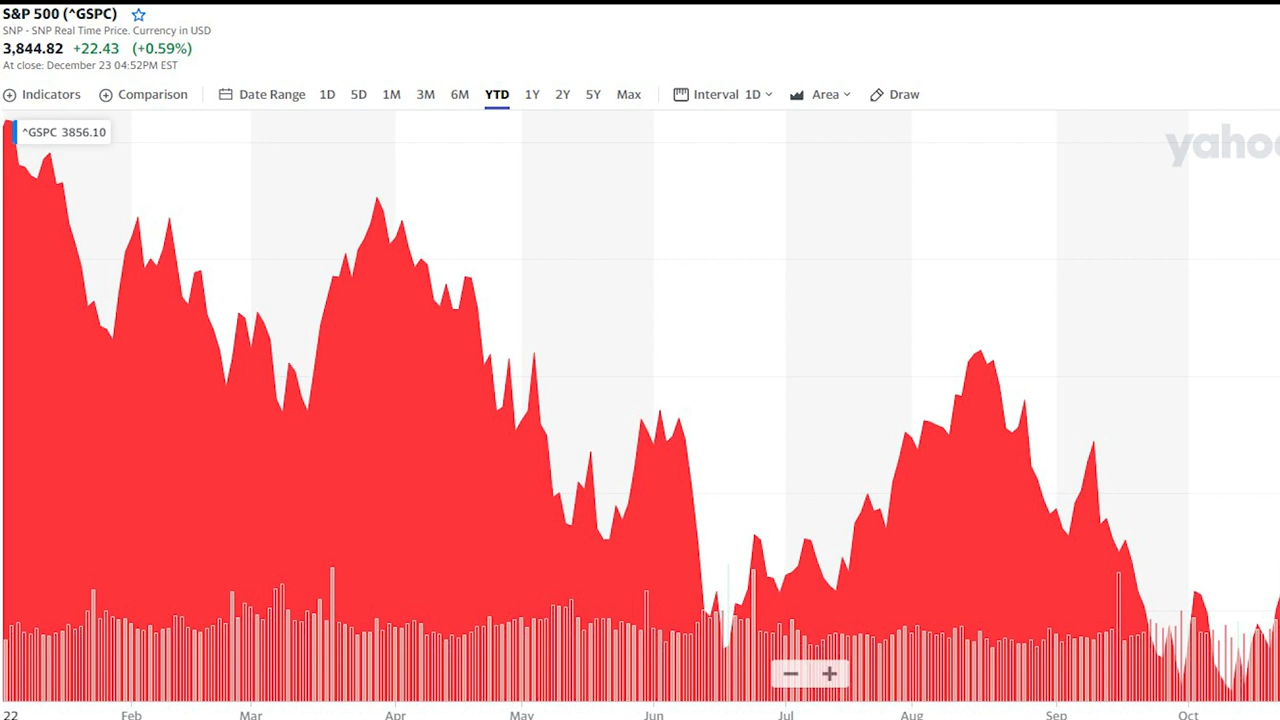 S&P 500 (^GSPC)
SNP - SNP Real Time Price. Currency in USD
3,844.82 +22.43 (+0.59%)
At close: December 23 04:52PM EST
Indicators Comparison Date Range 1D 5D 1M 3M 6M YTD 1Y 2Y 5Y Max Interval 1D Area Draw
^GSPC 3856.10
yahoo
22 Feb Mar Apr May Jun Jul Aug Sep Oct